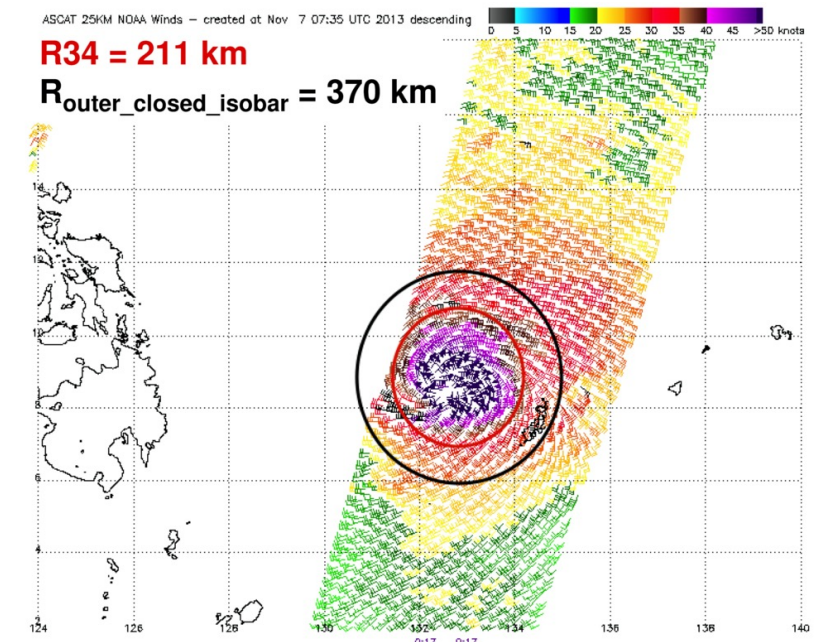 ASCAT 25KM NOAA Winds – created at Nov 7 07:35 UTC 2013 descending
0 5 10 15 20 25 30 35 40 45 >50 knots
R34 = 211 km
Router_closed_isobar = 370 km
14
12
10
8
6
4
124 126 128 130 132 134 136 138 140